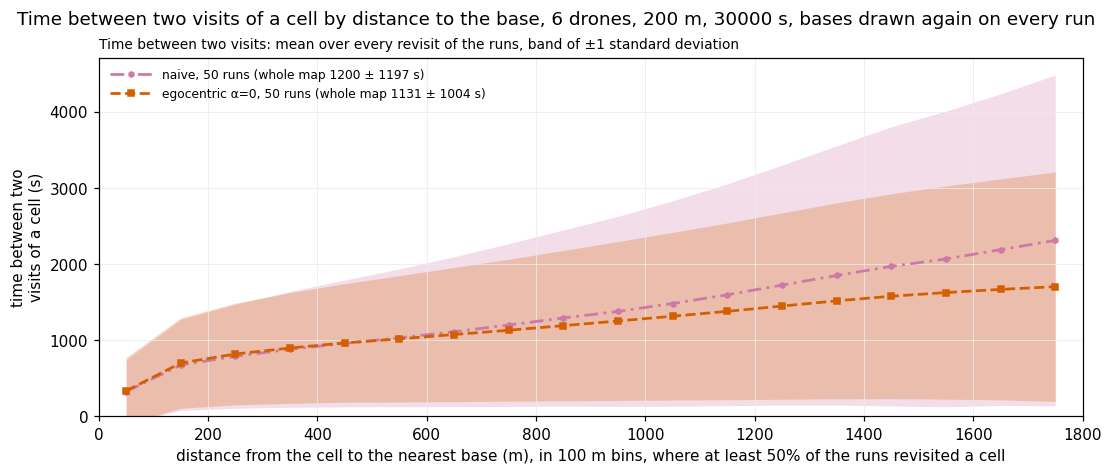 Time between two visits of a cell by distance to the base, 6 drones, 200 m, 30000 s, bases drawn again on every run
Time between two visits: mean over every revisit of the runs, band of ±1 standard deviation
naive, 50 runs (whole map 1200 ± 1197 s)
egocentric α=0, 50 runs (whole map 1131 ± 1004 s)
time between two
visits of a cell (s)
4000
3000
2000
1000
0
0 200 400 600 800 1000 1200 1400 1600 1800
distance from the cell to the nearest base (m), in 100 m bins, where at least 50% of the runs revisited a cell